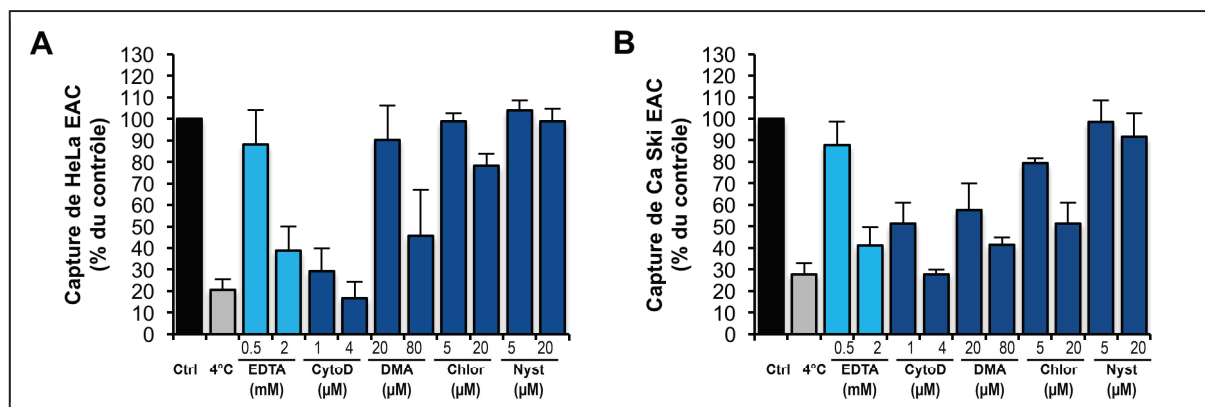 A
Capture de HeLa EAC
(% du contrôle)
130
120
110
100
90
80
70
60
50
40
30
20
10
0
0.5 2 1 4 20 80 5 20 5 20
Ctrl 4°C EDTA CytoD DMA Chlor Nyst
(mM) (µM) (µM) (µM) (µM)
B
Capture de Ca Ski EAC
(% du contrôle)
130
120
110
100
90
80
70
60
50
40
30
20
10
0
0.5 2 1 4 20 80 5 20 5 20
Ctrl 4°C EDTA CytoD DMA Chlor Nyst
(mM) (µM) (µM) (µM) (µM)